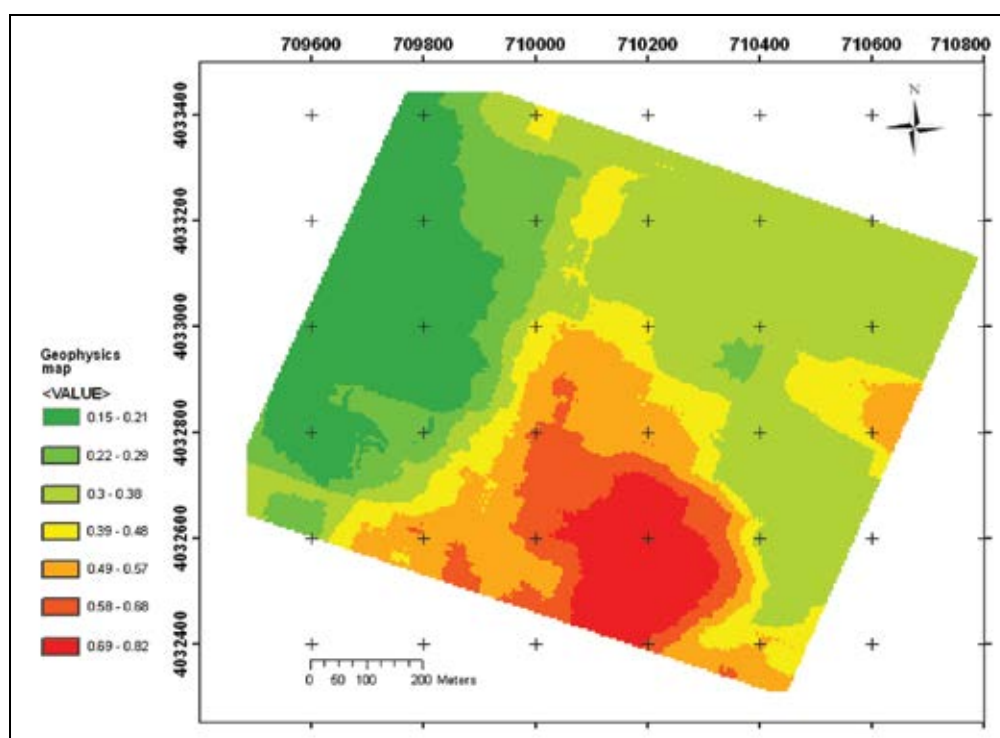 709600 709800 710000 710200 710400 710600 710800
N
4033400
4033200
4033000
4032800
4032600
4032400
Geophysics
map
<VALUE>
0.15 - 0.21
0.22 - 0.29
0.3 - 0.38
0.39 - 0.48
0.49 - 0.57
0.58 - 0.68
0.69 - 0.82
0 50 100 200 Meters